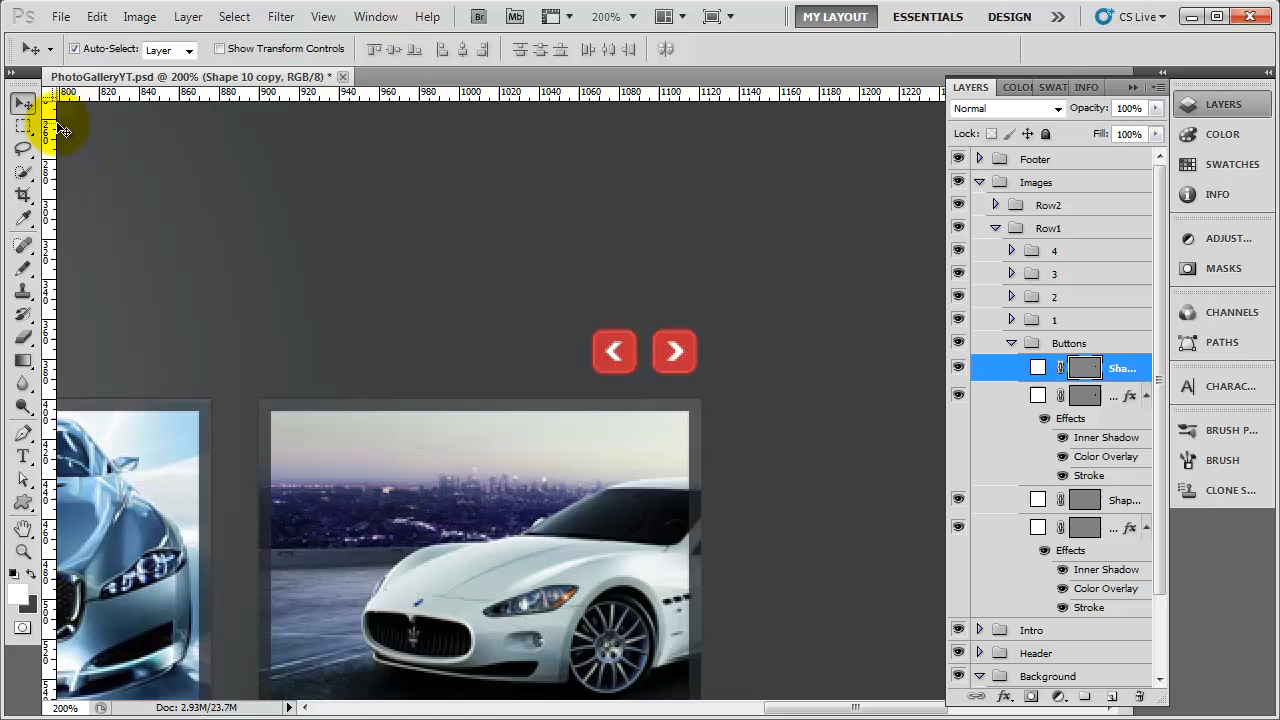 Ps File Edit Image Layer Select Filter View Window Help Br Mb 200% MY LAYOUT ESSENTIALS DESIGN CS Live
Auto-Select: Layer Show Transform Controls
PhotoGalleryYT.psd @ 200% (Shape 10 copy, RGB/8) *
800 820 840 860 880 900 920 940 960 980 1000 1020 1040 1060 1080 1100 1120 1140 1160 1180 1200 1220
LAYERS COLOR SWAT INFO
Normal Opacity: 100%
Lock: Fill: 100%
Footer
Images
Row2
Row1
4
3
2
1
Buttons
Sha...
... fx
Effects
Inner Shadow
Color Overlay
Stroke
Shap...
... fx
Effects
Inner Shadow
Color Overlay
Stroke
Intro
Header
Background
LAYERS
COLOR
SWATCHES
INFO
ADJUST...
MASKS
CHANNELS
PATHS
CHARAC...
BRUSH P...
BRUSH
CLONE S...
200% Doc: 2.93M/23.7M